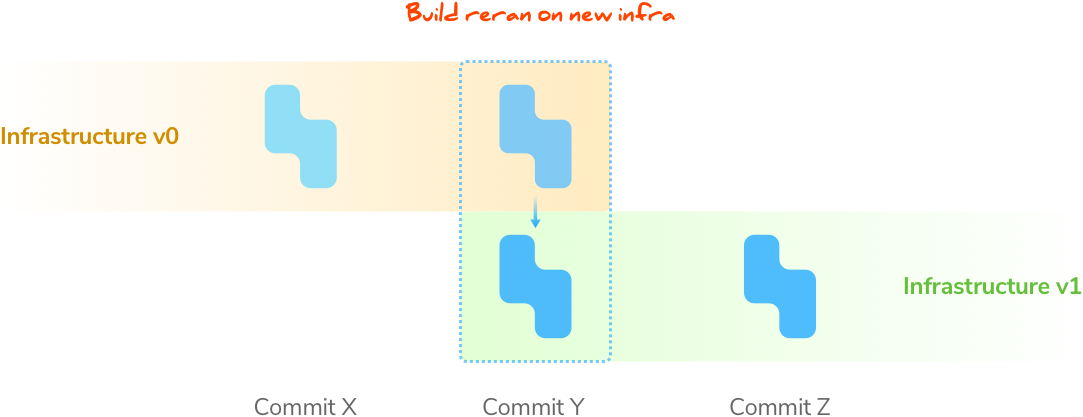 Build reran on new infra
Infrastructure v0
Infrastructure v1
Commit X
Commit Y
Commit Z